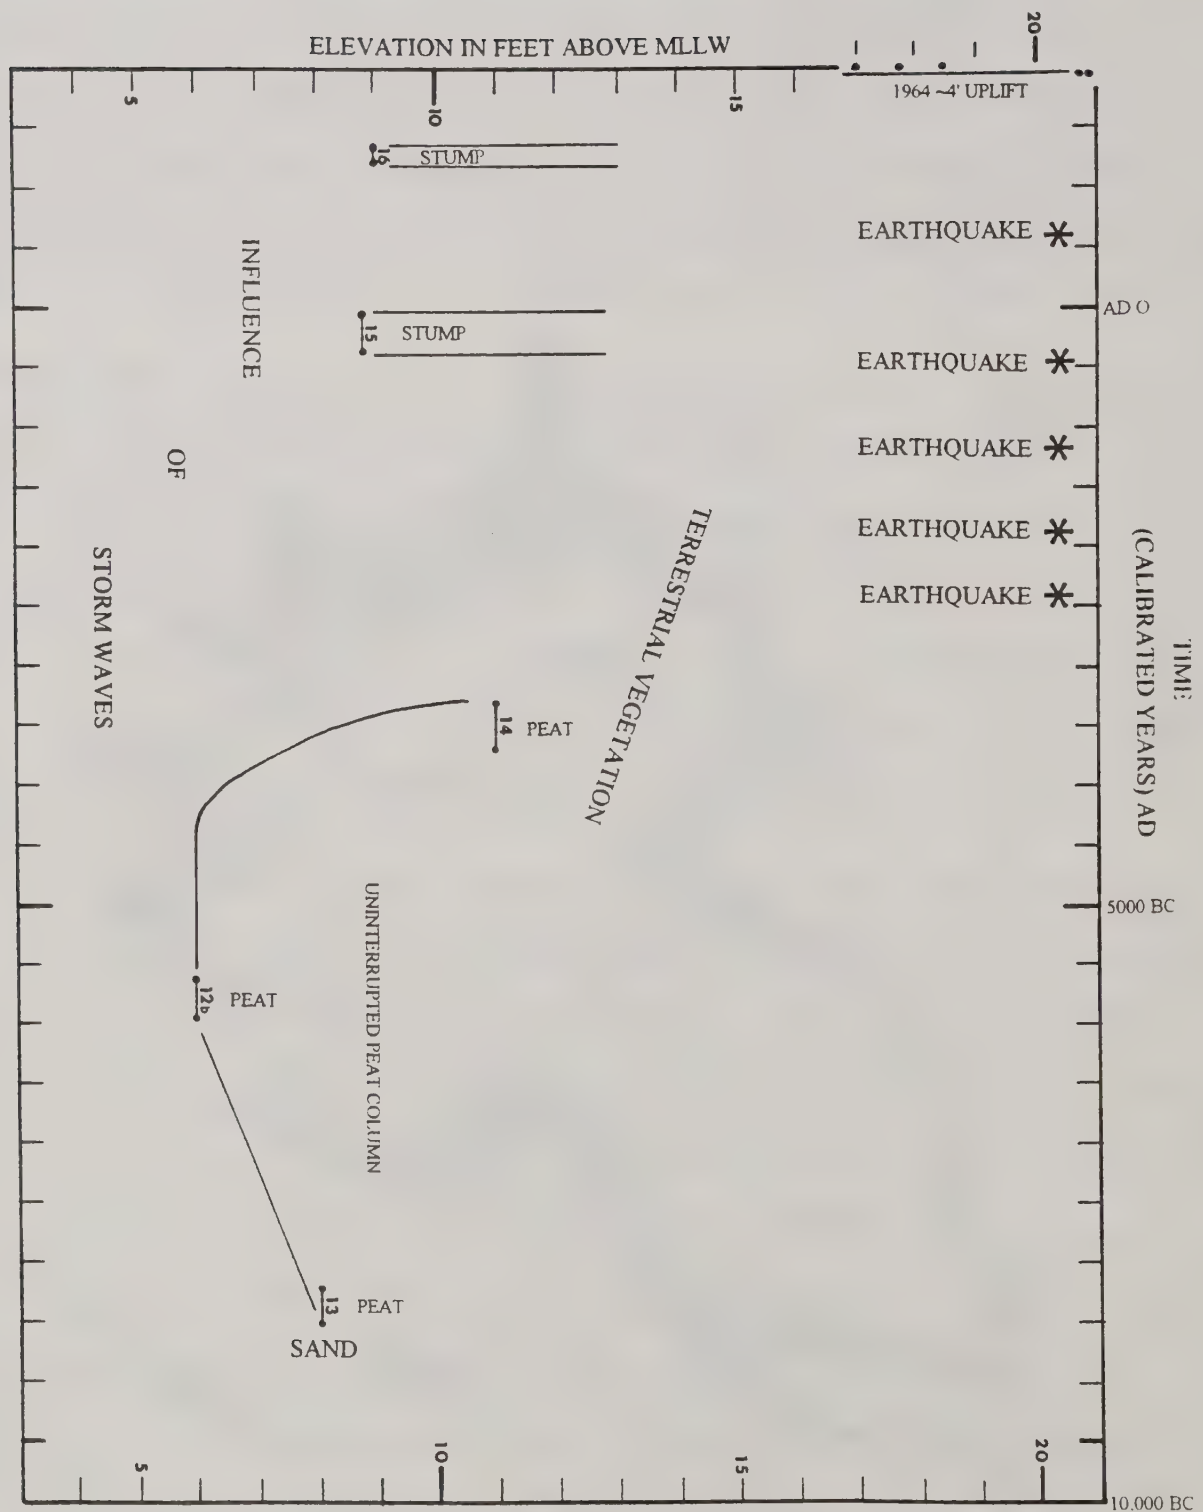 20
ELEVATION IN FEET ABOVE MLLW
5
10
15
1964 ~4' UPLIFT
16
STUMP
EARTHQUAKE
INFLUENCE
AD O
15
STUMP
EARTHQUAKE
OF
EARTHQUAKE
TERRESTRIAL VEGETATION
EARTHQUAKE
STORM WAVES
EARTHQUAKE
TIME
(CALIBRATED YEARS) AD
14
PEAT
UNINTERRUPTED PEAT COLUMN
5000 BC
12b
PEAT
13
PEAT
SAND
5
10
15
20
10,000 BC